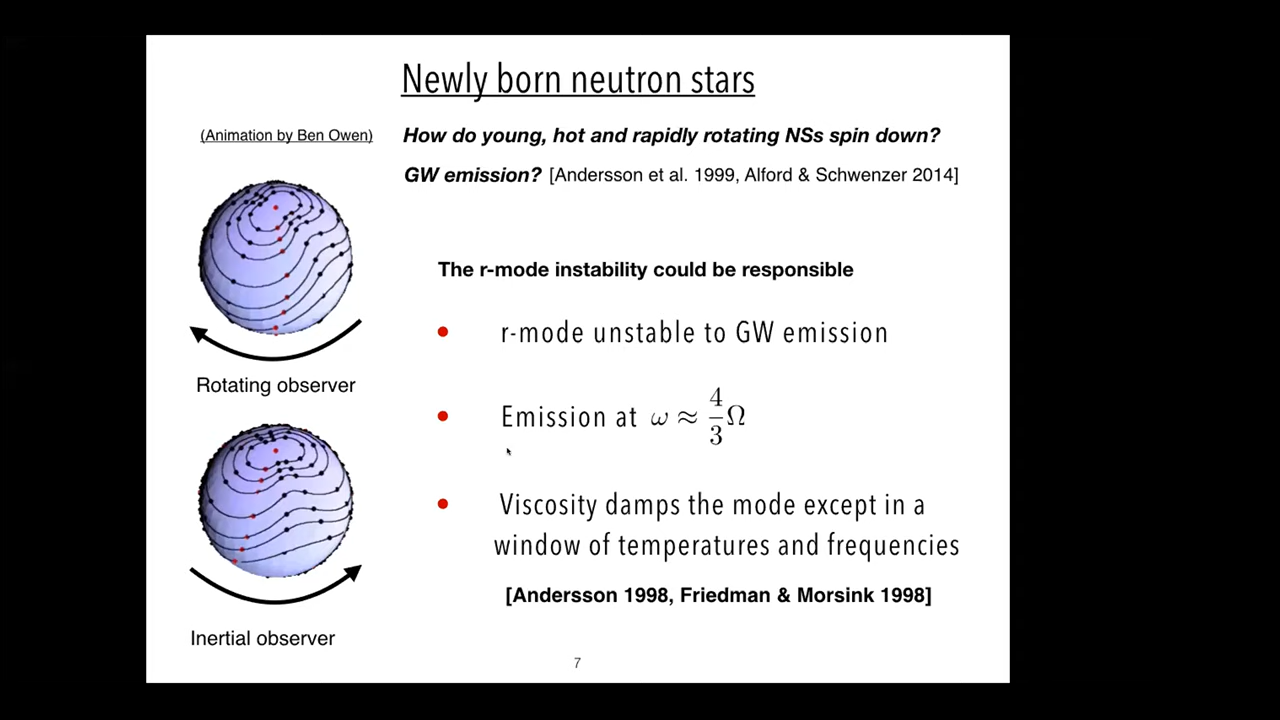 Newly born neutron stars
(Animation by Ben Owen)
How do young, hot and rapidly rotating NSs spin down?
GW emission? [Andersson et al. 1999, Alford & Schwenzer 2014]
The r-mode instability could be responsible
• r-mode unstable to GW emission
Rotating observer
• Emission at ω ≈ 4/3 Ω
• Viscosity damps the mode except in a
window of temperatures and frequencies
[Andersson 1998, Friedman & Morsink 1998]
Inertial observer
7